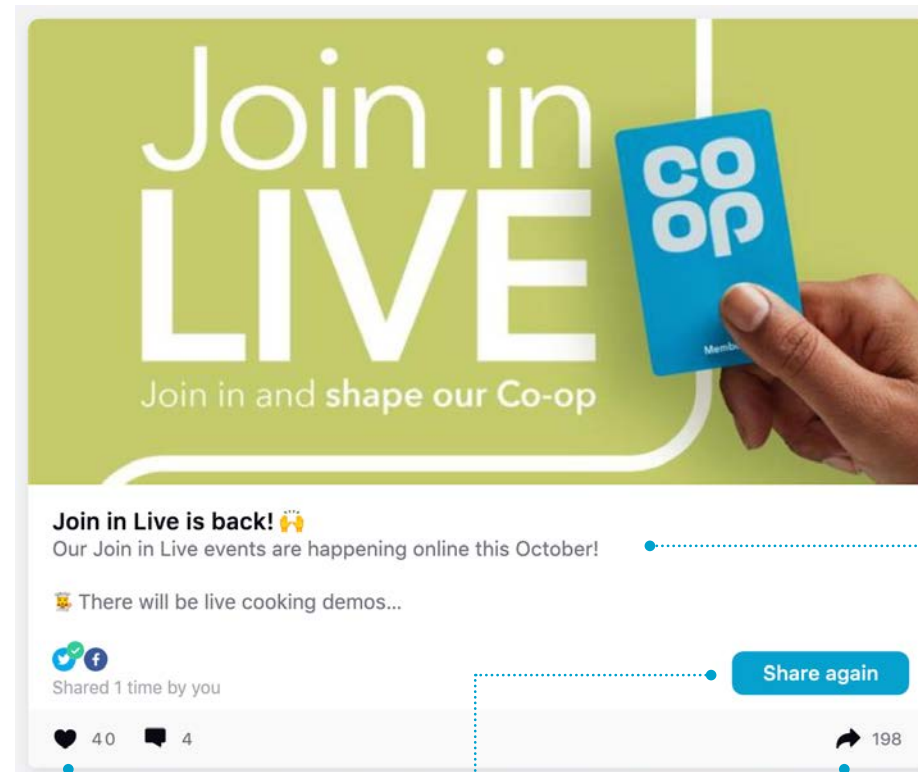 Join in
LIVE
Join in and shape our Co-op
CO
OP
Join in Live is back! 🙌
Our Join in Live events are happening online this October!
👩‍🍳 There will be live cooking demos...
Shared 1 time by you
Share again
40
4
198